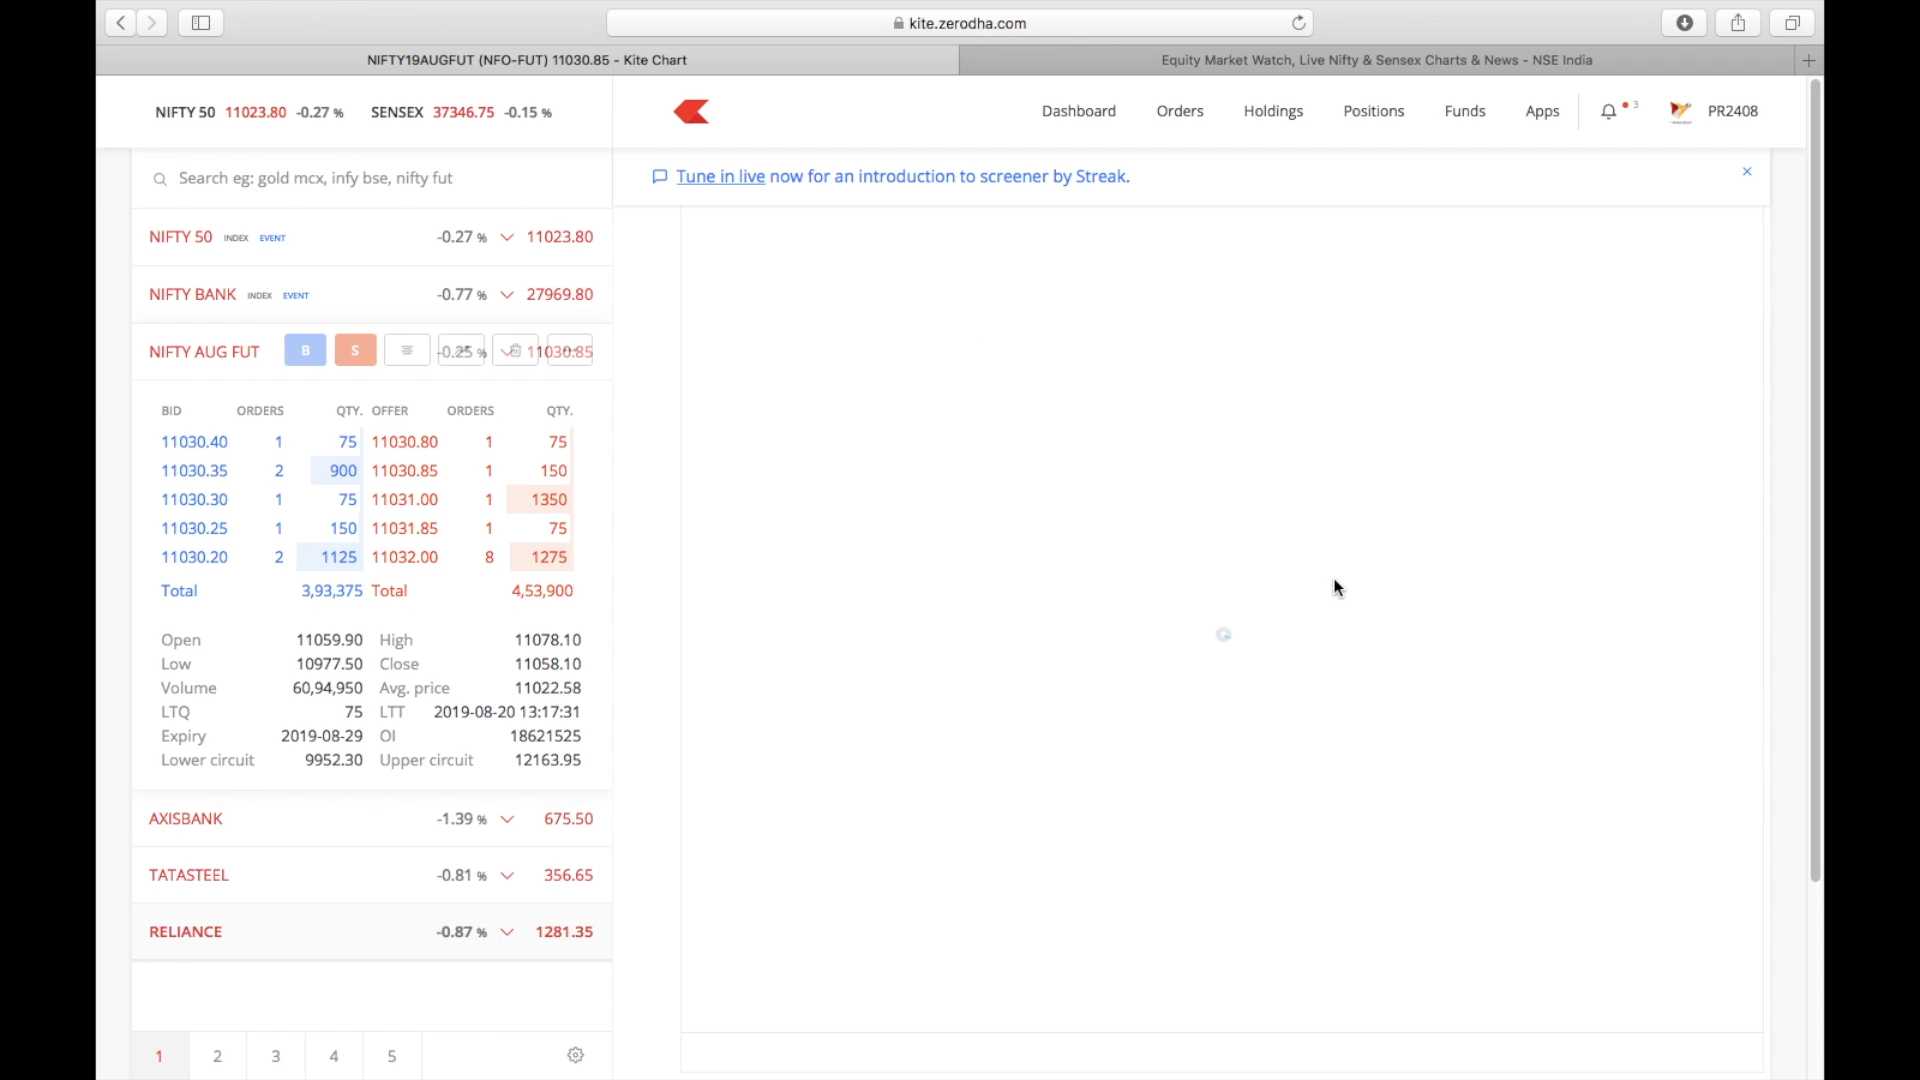 kite.zerodha.com
NIFTY19AUGFUT (NFO-FUT) 11030.85 - Kite Chart
Equity Market Watch, Live Nifty & Sensex Charts & News - NSE India
NIFTY 50 11023.80 -0.27 % SENSEX 37346.75 -0.15 %
Dashboard Orders Holdings Positions Funds Apps 3 PR2408
Search eg: gold mcx, infy bse, nifty fut
Tune in live now for an introduction to screener by Streak.
NIFTY 50 INDEX EVENT -0.27 % 11023.80
NIFTY BANK INDEX EVENT -0.77 % 27969.80
NIFTY AUG FUT B S -0.25 % 11030.85
BID ORDERS QTY. OFFER ORDERS QTY.
11030.40 1 75 11030.80 1 75
11030.35 2 900 11030.85 1 150
11030.30 1 75 11031.00 1 1350
11030.25 1 150 11031.85 1 75
11030.20 2 1125 11032.00 8 1275
Total 3,93,375 Total 4,53,900
Open 11059.90 High 11078.10
Low 10977.50 Close 11058.10
Volume 60,94,950 Avg. price 11022.58
LTQ 75 LTT 2019-08-20 13:17:31
Expiry 2019-08-29 OI 18621525
Lower circuit 9952.30 Upper circuit 12163.95
AXISBANK -1.39 % 675.50
TATASTEEL -0.81 % 356.65
RELIANCE -0.87 % 1281.35
1 2 3 4 5